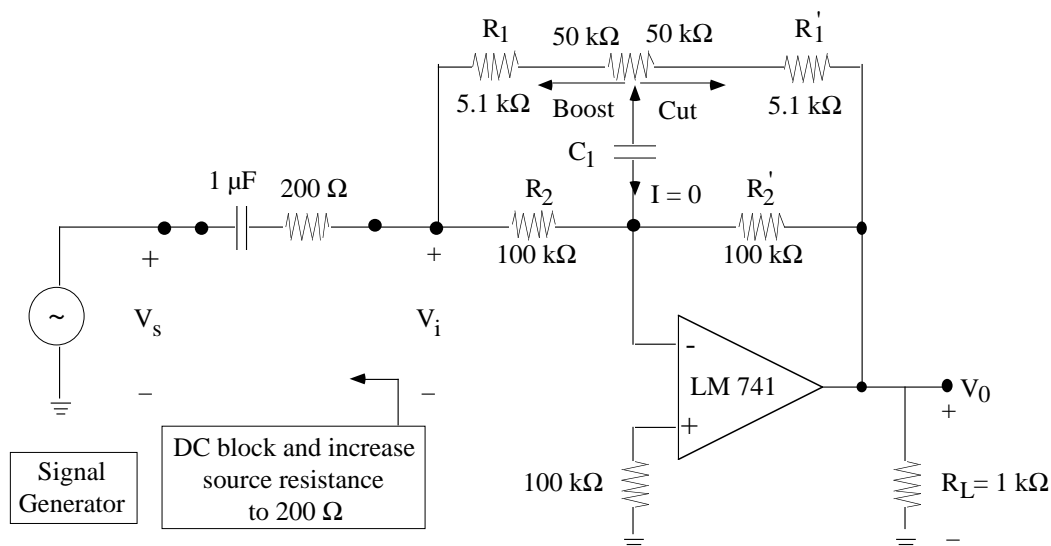 R1
50 kΩ
50 kΩ
R1'
5.1 kΩ
Boost
Cut
5.1 kΩ
C1
1 µF
200 Ω
R2
I = 0
R2'
100 kΩ
100 kΩ
+
+
Vs
~
Vi
-
LM 741
V0
+
–
–
+
DC block and increase
source resistance
to 200 Ω
Signal
Generator
100 kΩ
RL= 1 kΩ
–